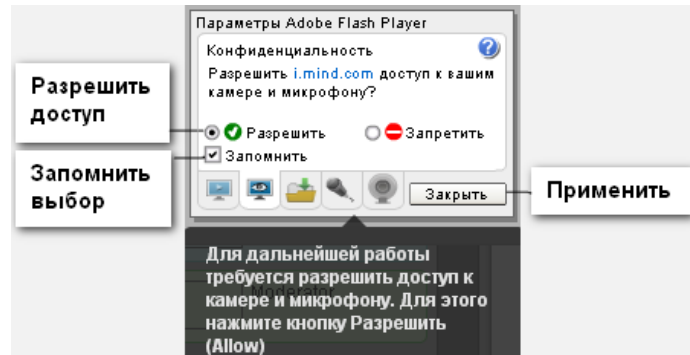 Параметры Adobe Flash Player
Конфиденциальность
Разрешить i.mind.com доступ к вашим
камере и микрофону?
Разрешить
Запретить
Запомнить
Закрыть
Разрешить
доступ
Запомнить
выбор
Применить
Для дальнейшей работы
требуется разрешить доступ к
камере и микрофону. Для этого
нажмите кнопку Разрешить
(Allow)
Moderator